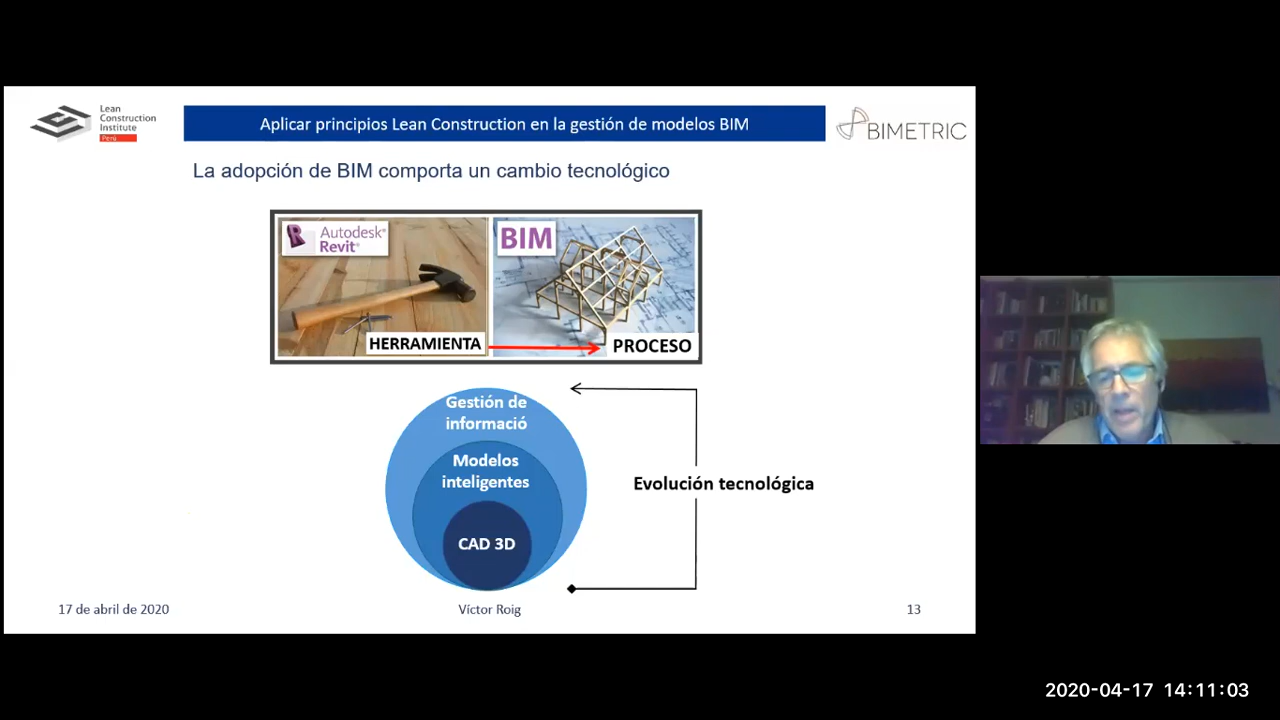 Lean
Construction
Institute
Perú
Aplicar principios Lean Construction en la gestión de modelos BIM
BIMETRIC
La adopción de BIM comporta un cambio tecnológico
R
Autodesk®
Revit®
BIM
HERRAMIENTA
PROCESO
Gestión de
informació
Modelos
inteligentes
CAD 3D
Evolución tecnológica
17 de abril de 2020
Víctor Roig
13
2020-04-17 14:11:03